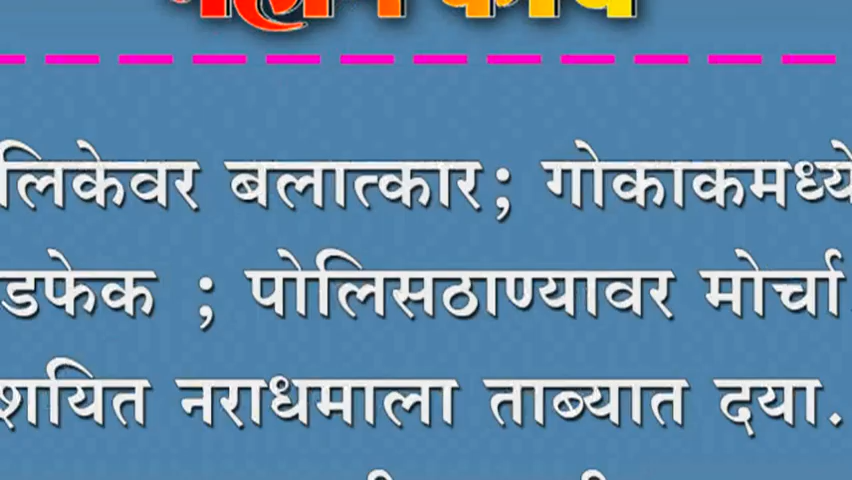 लिकेवर बलात्कार; गोकाकमध्ये
डफेक ; पोलिसठाण्यावर मोर्चा
शयित नराधमाला ताब्यात दया.